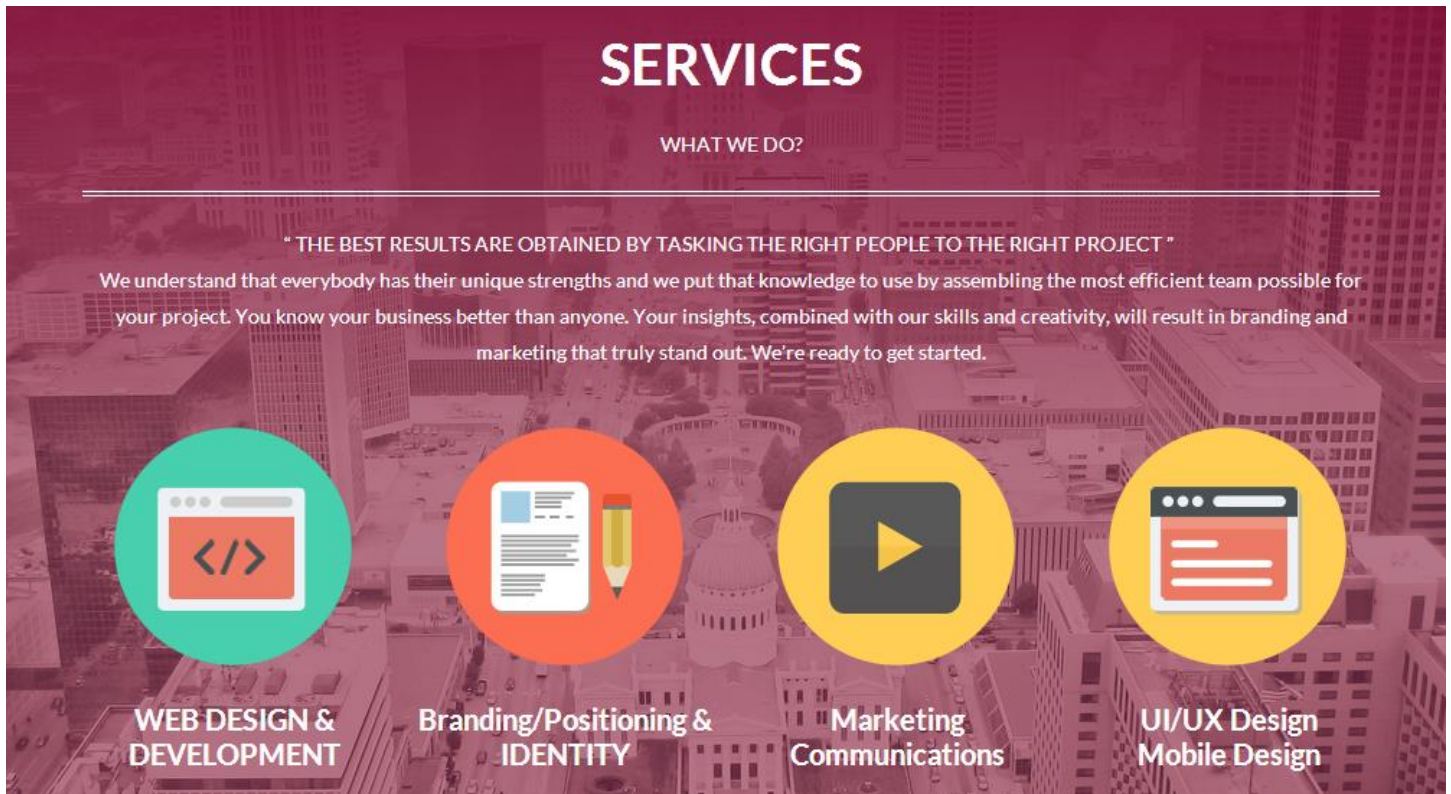 SERVICES
WHAT WE DO?
“ THE BEST RESULTS ARE OBTAINED BY TASKING THE RIGHT PEOPLE TO THE RIGHT PROJECT ”
We understand that everybody has their unique strengths and we put that knowledge to use by assembling the most efficient team possible for
your project. You know your business better than anyone. Your insights, combined with our skills and creativity, will result in branding and
marketing that truly stand out. We're ready to get started.
</>
WEB DESIGN &
DEVELOPMENT
Branding/Positioning &
IDENTITY
Marketing
Communications
UI/UX Design
Mobile Design